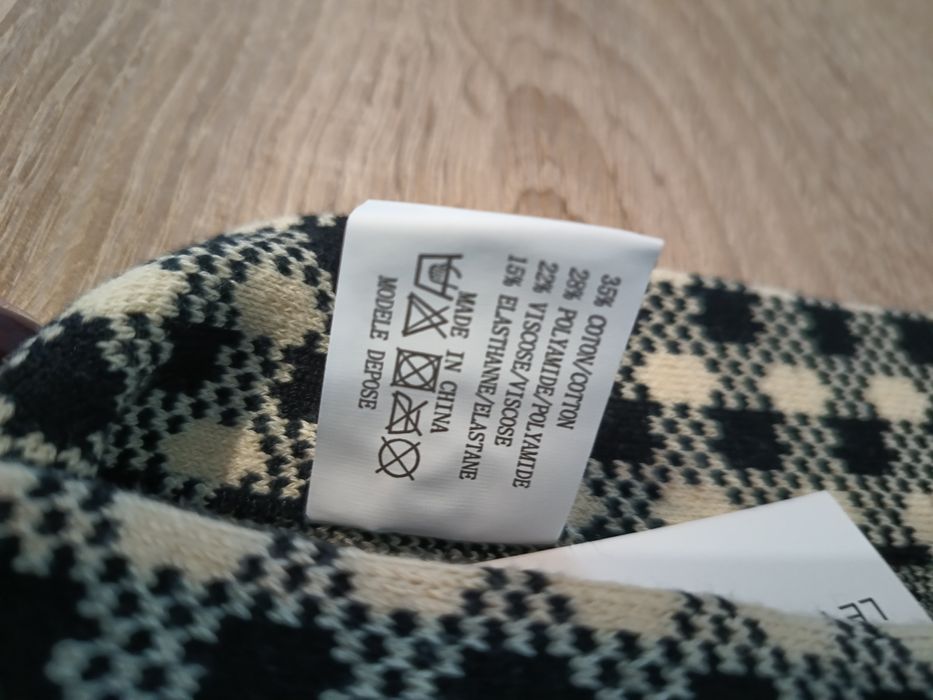 35% COTON/COTTON
28% POLYAMIDE/POLYAMIDE
22% VISCOSE/VISCOSE
15% ELASTHANNE/ELASTANE
MADE IN CHINA
MODELE DEPOSE